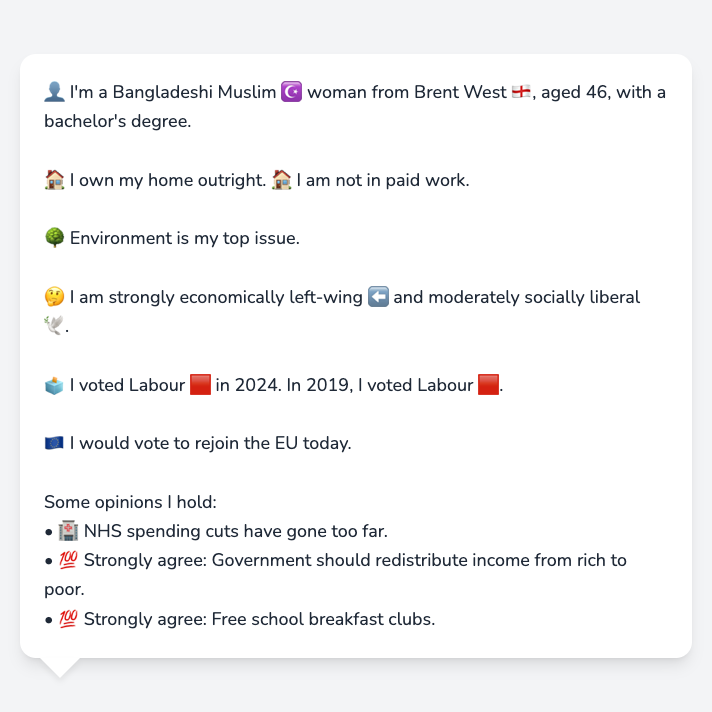 👤 I'm a Bangladeshi Muslim ☪️ woman from Brent West 🏴󠁧󠁢󠁥󠁮󠁧󠁿, aged 46, with a
bachelor's degree.
🏠 I own my home outright. 🏠 I am not in paid work.
🌳 Environment is my top issue.
🤔 I am strongly economically left-wing ⬅️ and moderately socially liberal
🕊️.
🗳️ I voted Labour 🟥 in 2024. In 2019, I voted Labour 🟥.
🇪🇺 I would vote to rejoin the EU today.
Some opinions I hold:
• 🏥 NHS spending cuts have gone too far.
• 💯 Strongly agree: Government should redistribute income from rich to
poor.
• 💯 Strongly agree: Free school breakfast clubs.